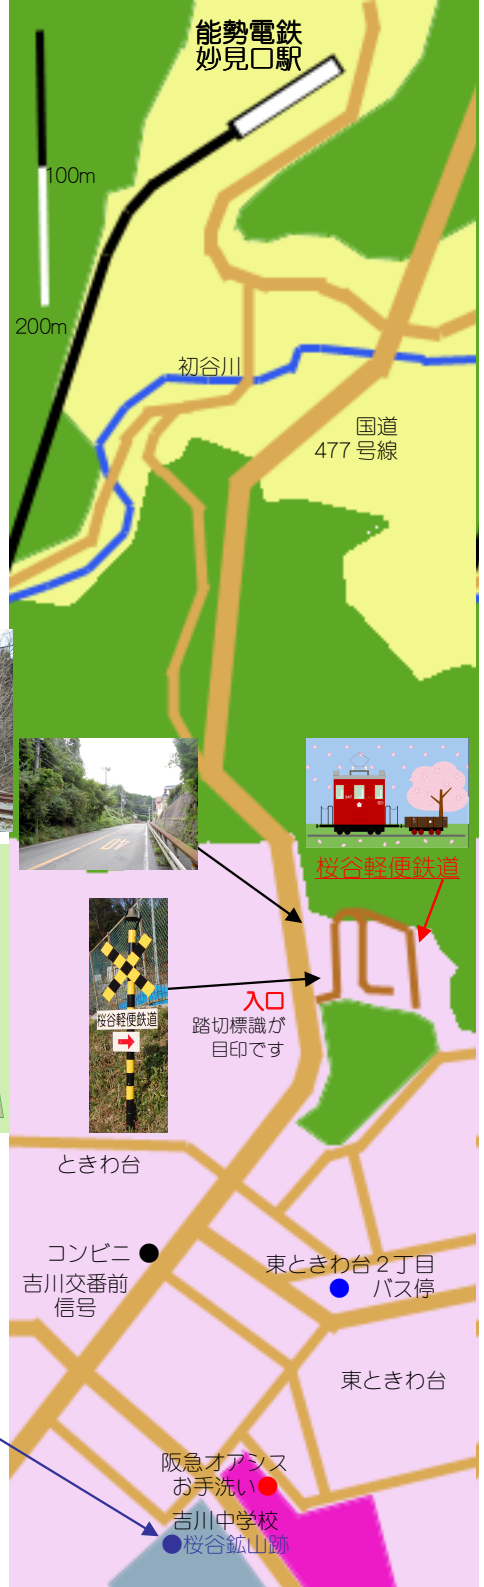 能勢電鉄
妙見口駅
100m
200m
初谷川
国道
477号線
桜谷軽便鉄道
桜谷軽便鉄道
入口
踏切標識が
目印です
ときわ台
コンビニ
吉川交番前
信号
東ときわ台2丁目
バス停
東ときわ台
阪急オアシス
お手洗い
吉川中学校
桜谷鉱山跡